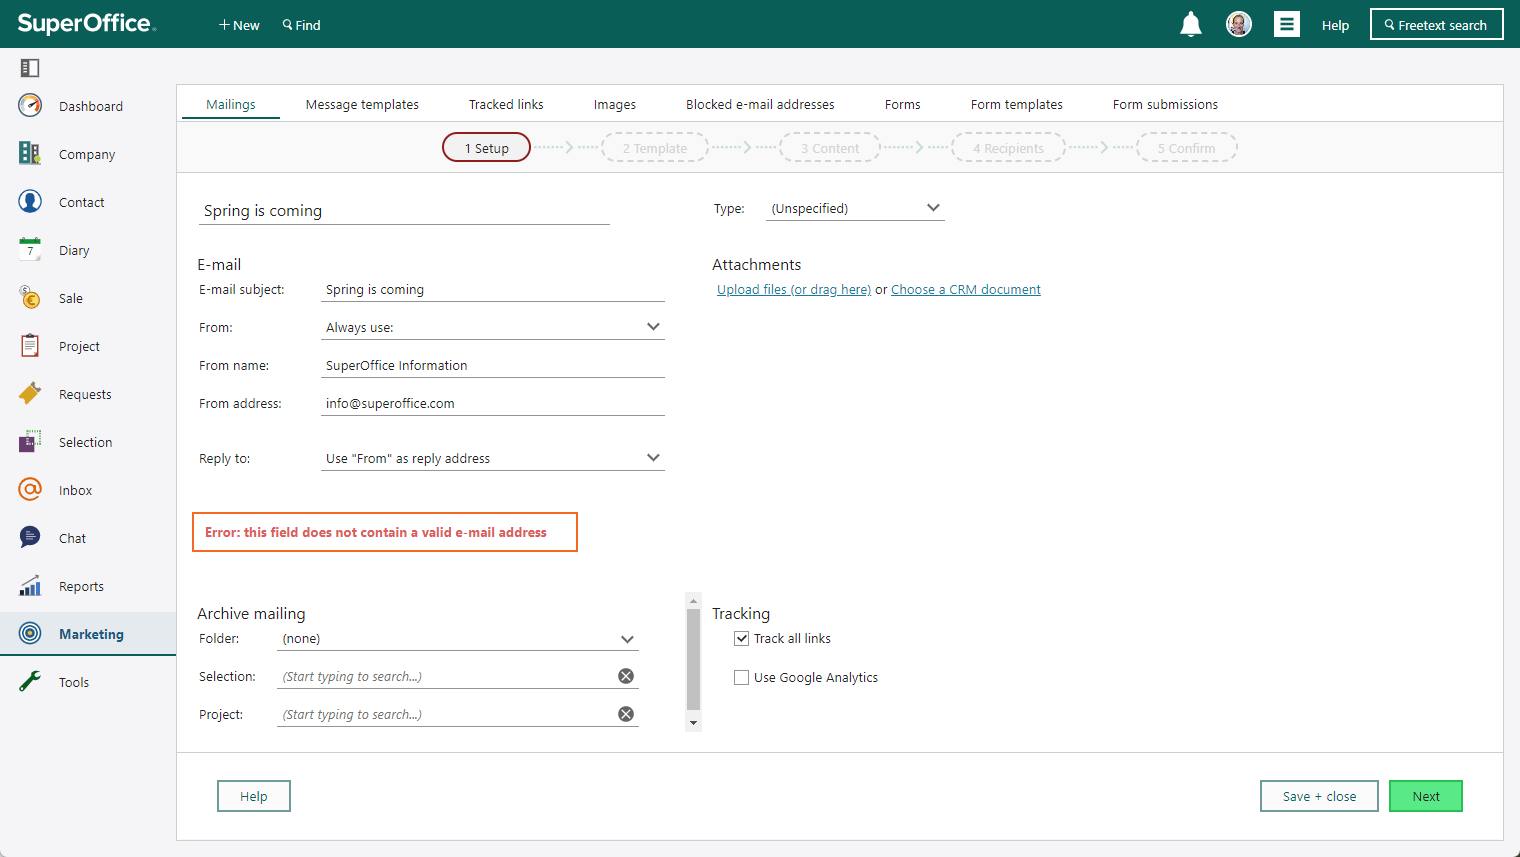 SuperOffice.
+ New
Find
Help
Freetext search
Dashboard
Company
Contact
7
Diary
Sale
Project
Requests
Selection
Inbox
Chat
Reports
Marketing
Tools
Mailings
Message templates
Tracked links
Images
Blocked e-mail addresses
Forms
Form templates
Form submissions
1 Setup
2 Template
3 Content
4 Recipients
5 Confirm
Spring is coming
Type: (Unspecified)
E-mail
E-mail subject: Spring is coming
From: Always use:
From name: SuperOffice Information
From address: info@superoffice.com
Reply to: Use "From" as reply address
Attachments
Upload files (or drag here) or Choose a CRM document
Error: this field does not contain a valid e-mail address
Archive mailing
Folder: (none)
Selection: (Start typing to search...)
Project: (Start typing to search...)
Tracking
Track all links
Use Google Analytics
Help
Save + close
Next